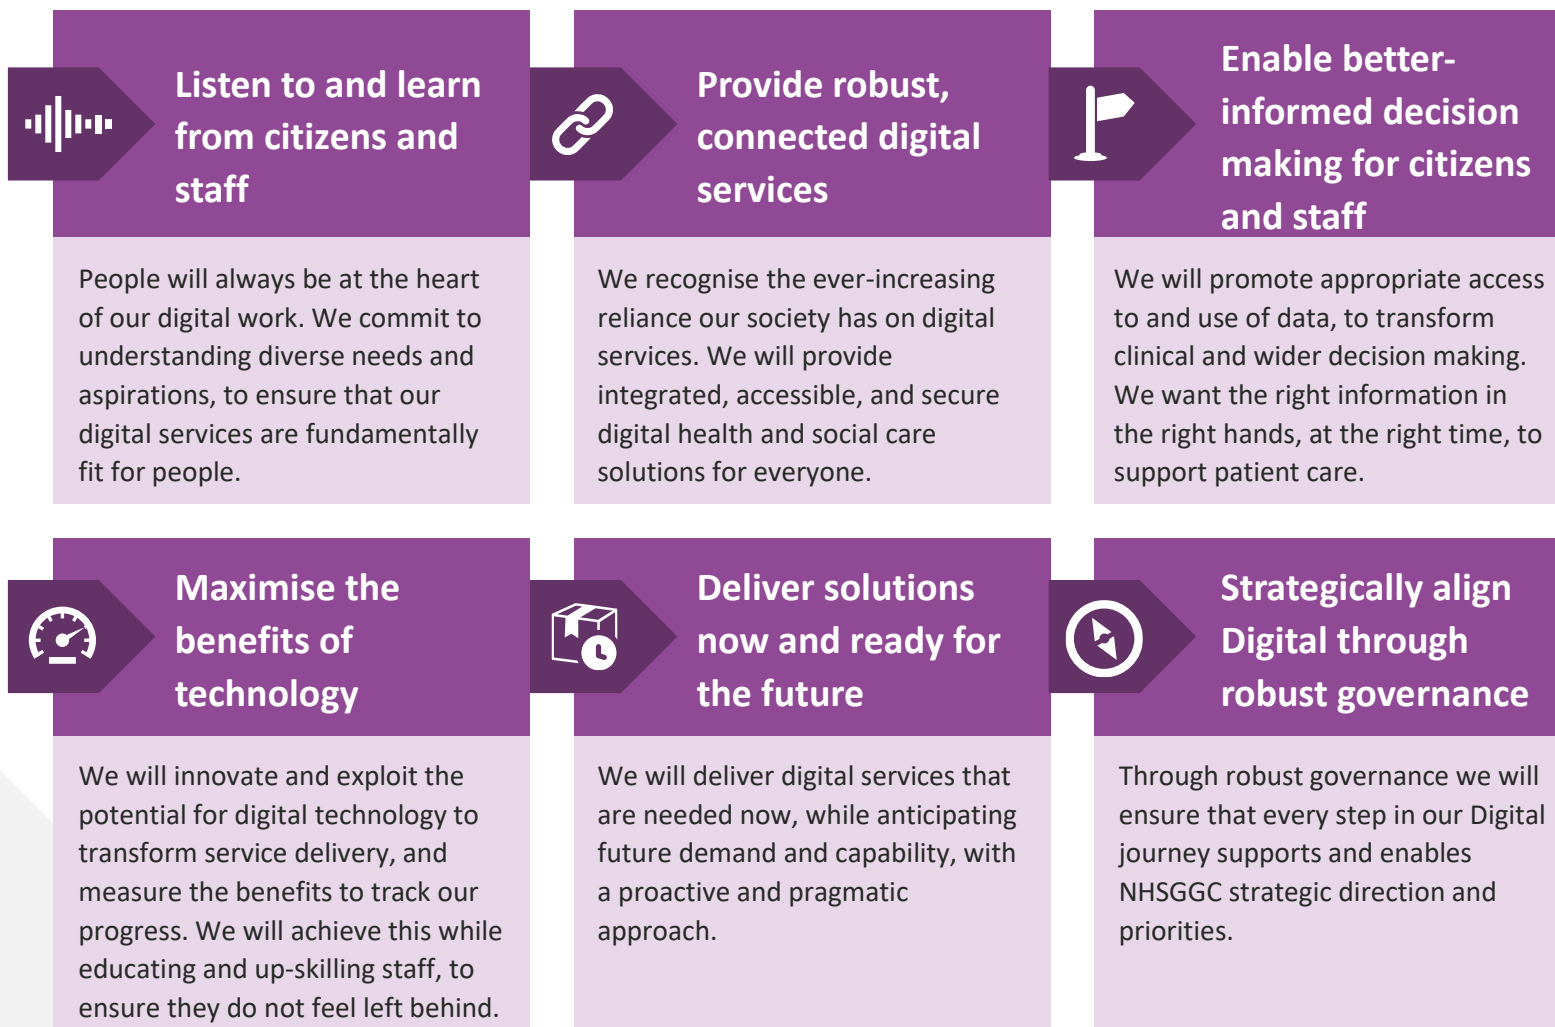 Listen to and learn
from citizens and
staff
People will always be at the heart
of our digital work. We commit to
understanding diverse needs and
aspirations, to ensure that our
digital services are fundamentally
fit for people.
Provide robust,
connected digital
services
We recognise the ever-increasing
reliance our society has on digital
services. We will provide
integrated, accessible, and secure
digital health and social care
solutions for everyone.
Enable better-
informed decision
making for citizens
and staff
We will promote appropriate access
to and use of data, to transform
clinical and wider decision making.
We want the right information in
the right hands, at the right time, to
support patient care.
Maximise the
benefits of
technology
We will innovate and exploit the
potential for digital technology to
transform service delivery, and
measure the benefits to track our
progress. We will achieve this while
educating and up-skilling staff, to
ensure they do not feel left behind.
Deliver solutions
now and ready for
the future
We will deliver digital services that
are needed now, while anticipating
future demand and capability, with
a proactive and pragmatic
approach.
Strategically align
Digital through
robust governance
Through robust governance we will
ensure that every step in our Digital
journey supports and enables
NHSGGC strategic direction and
priorities.